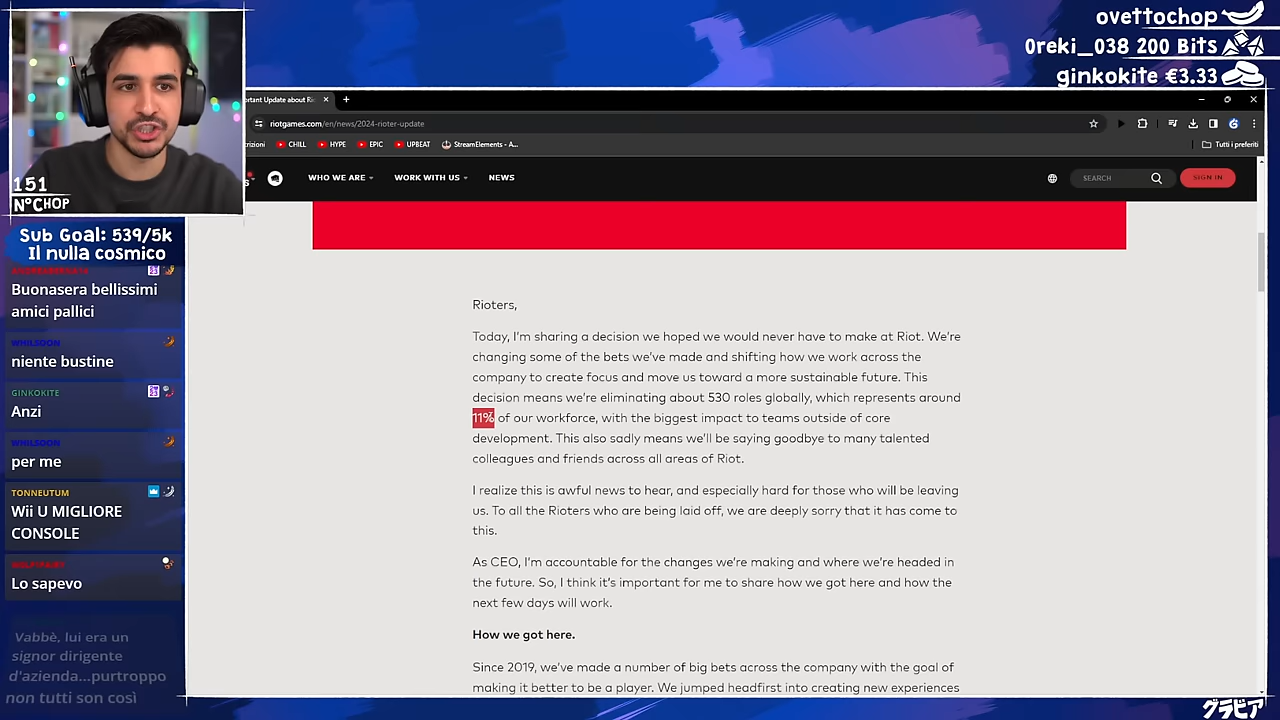 ovettochop
0reki_038 200 Bits
ginkokite €3.33
151
N°CHOP
Sub Goal: 539/5k
Il nulla cosmico
Buonasera bellissimi
amici pallici
WHILSDON
niente bustine
GINKOKITE
Anzi
WHILSDON
per me
TONNEUTUM
Wii U MIGLIORE
CONSOLE
Lo sapevo
Vabbè, lui era un
signor dirigente
d'azienda...purtroppo
non tutti son così
ortant Update about Ri
riotgames.com/en/news/2024-rioter-update
rizioni
CHILL
HYPE
EPIC
UPBEAT
StreamElements - A...
Tutti i preferiti
WHO WE ARE
WORK WITH US
NEWS
SEARCH
SIGN IN
Rioters,
Today, I'm sharing a decision we hoped we would never have to make at Riot. We're
changing some of the bets we've made and shifting how we work across the
company to create focus and move us toward a more sustainable future. This
decision means we're eliminating about 530 roles globally, which represents around
11% of our workforce, with the biggest impact to teams outside of core
development. This also sadly means we'll be saying goodbye to many talented
colleagues and friends across all areas of Riot.
I realize this is awful news to hear, and especially hard for those who will be leaving
us. To all the Rioters who are being laid off, we are deeply sorry that it has come to
this.
As CEO, I'm accountable for the changes we're making and where we're headed in
the future. So, I think it's important for me to share how we got here and how the
next few days will work.
How we got here.
Since 2019, we've made a number of big bets across the company with the goal of
making it better to be a player. We jumped headfirst into creating new experiences
グラビア